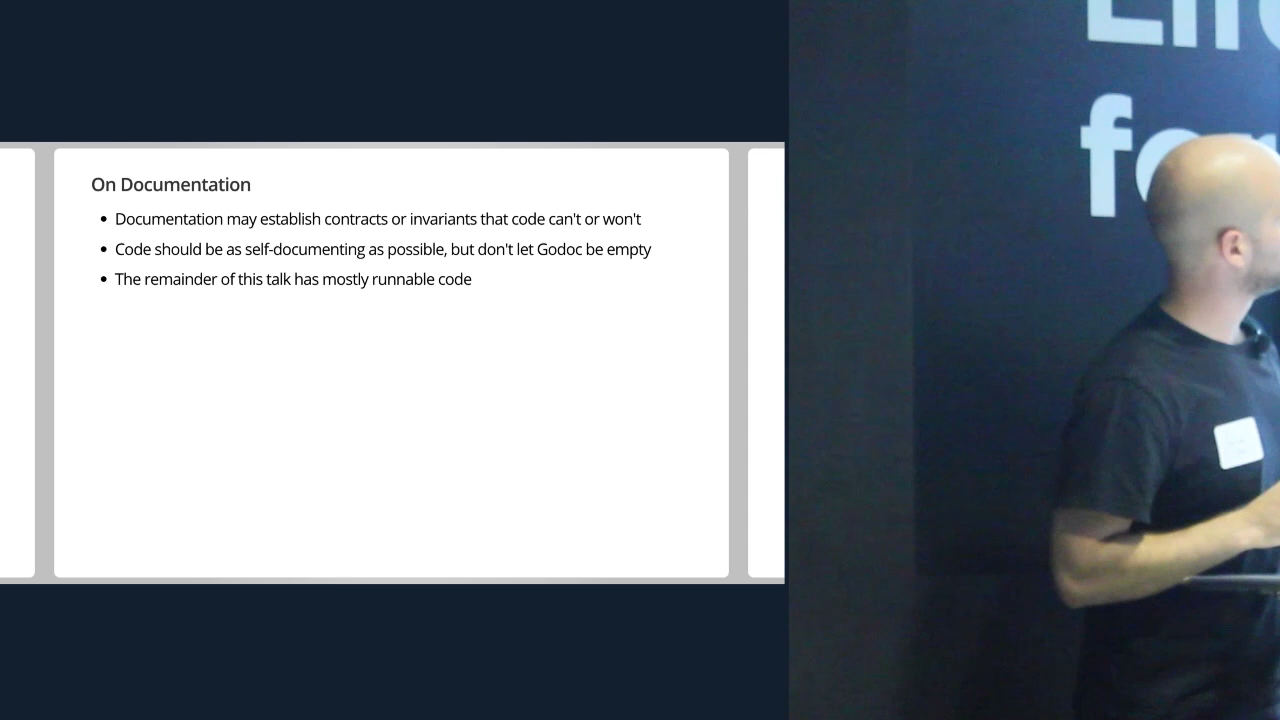 On Documentation
Documentation may establish contracts or invariants that code can't or won't
Code should be as self-documenting as possible, but don't let Godoc be empty
The remainder of this talk has mostly runnable code